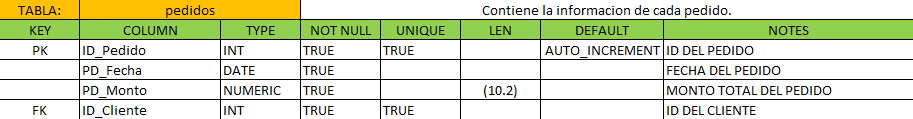 TABLA: pedidos Contiene la informacion de cada pedido.
KEY COLUMN TYPE NOT NULL UNIQUE LEN DEFAULT NOTES
PK ID_Pedido INT TRUE TRUE AUTO_INCREMENT ID DEL PEDIDO
PD_Fecha DATE TRUE FECHA DEL PEDIDO
PD_Monto NUMERIC TRUE (10.2) MONTO TOTAL DEL PEDIDO
FK ID_Cliente INT TRUE TRUE ID DEL CLIENTE